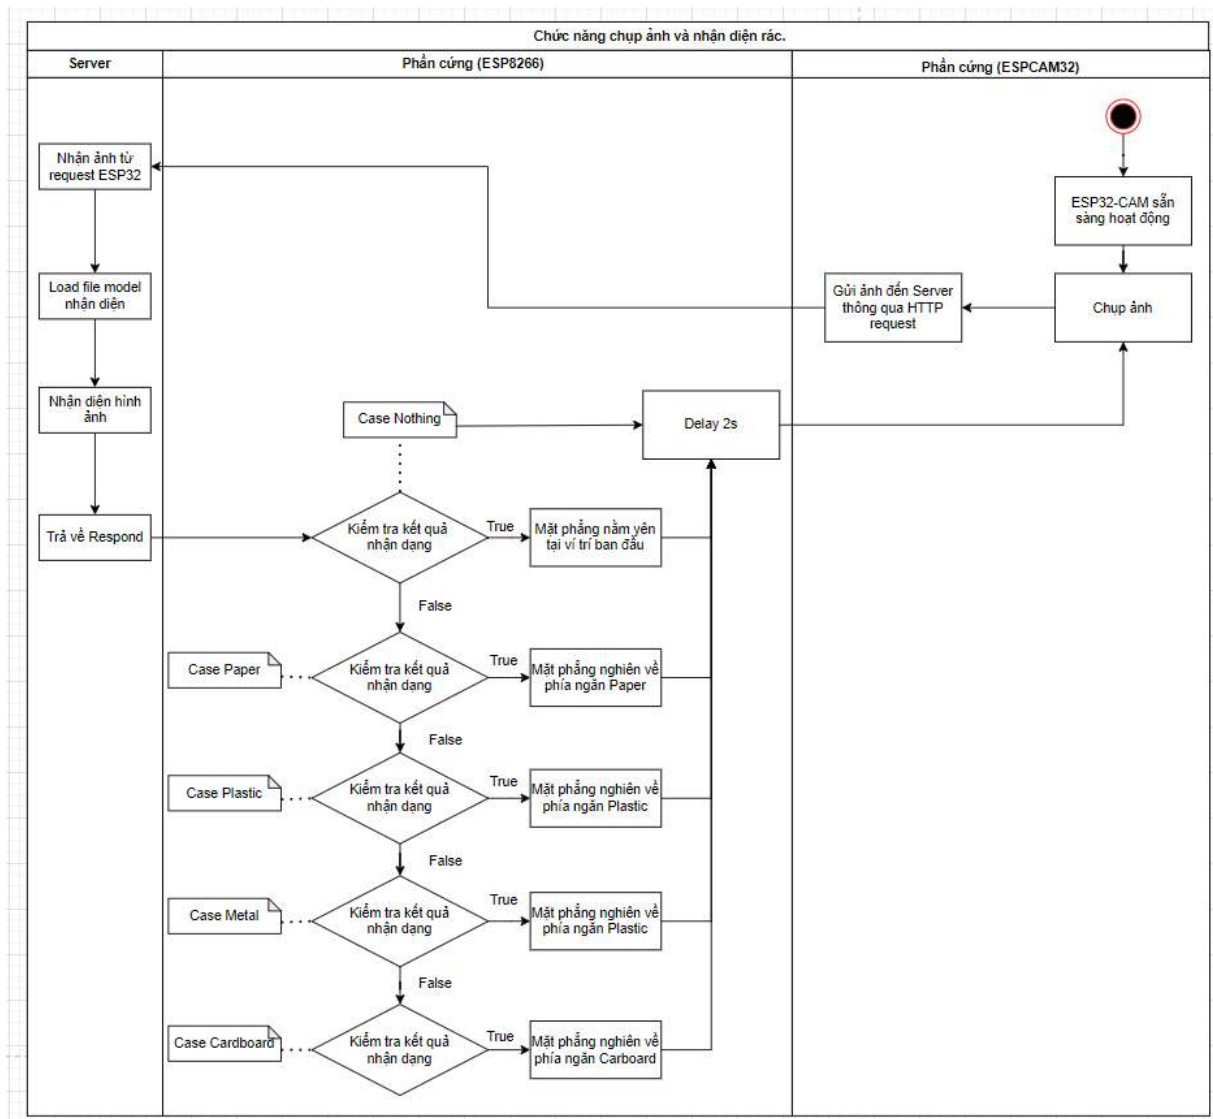 Chức năng chụp ảnh và nhận diện rác.
Server
Phần cứng (ESP8266)
Phần cứng (ESPCAM32)
Nhận ảnh từ
request ESP32
ESP32-CAM sẵn
sàng hoạt động
Load file model
nhận diện
Gửi ảnh đến Server
thông qua HTTP
request
Chụp ảnh
Nhận diện hình
ảnh
Case Nothing
Delay 2s
Trả về Respond
Kiểm tra kết quả
nhận dạng
True
Mặt phẳng nằm yên
tại ví trí ban đầu
False
Case Paper
Kiểm tra kết quả
nhận dạng
True
Mặt phẳng nghiên về
phía ngăn Paper
False
Case Plastic
Kiểm tra kết quả
nhận dạng
True
Mặt phẳng nghiên về
phía ngăn Plastic
False
Case Metal
Kiểm tra kết quả
nhận dạng
True
Mặt phẳng nghiên về
phía ngăn Plastic
False
Case Cardboard
Kiểm tra kết quả
nhận dạng
True
Mặt phẳng nghiên về
phía ngăn Carboard